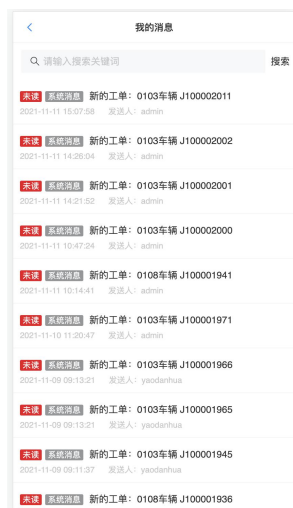 我的消息
请输入搜索关键词 搜索
未读 系统消息 新的工单：0103车辆 J100002011
2021-11-11 15:07:58 发送人：admin
未读 系统消息 新的工单：0103车辆 J100002002
2021-11-11 14:26:04 发送人：admin
未读 系统消息 新的工单：0103车辆 J100002001
2021-11-11 14:21:52 发送人：admin
未读 系统消息 新的工单：0103车辆 J100002000
2021-11-11 10:47:24 发送人：admin
未读 系统消息 新的工单：0108车辆 J100001941
2021-11-11 10:14:41 发送人：admin
未读 系统消息 新的工单：0103车辆 J100001971
2021-11-10 11:20:47 发送人：admin
未读 系统消息 新的工单：0103车辆 J100001966
2021-11-09 09:13:21 发送人：yaodanhua
未读 系统消息 新的工单：0103车辆 J100001965
2021-11-09 09:13:21 发送人：yaodanhua
未读 系统消息 新的工单：0103车辆 J100001945
2021-11-09 09:11:37 发送人：yaodanhua
未读 系统消息 新的工单：0108车辆 J100001936